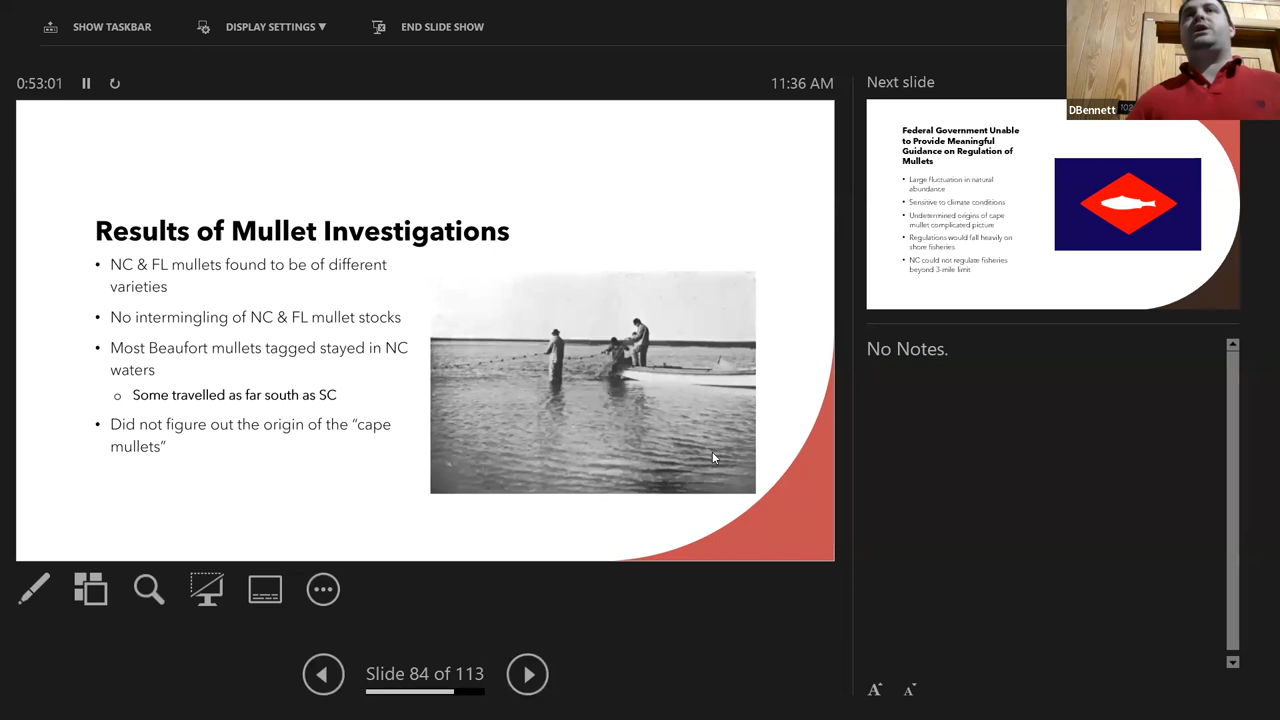 SHOW TASKBAR
DISPLAY SETTINGS ▼
END SLIDE SHOW
0:53:01
11:36 AM
Results of Mullet Investigations
• NC & FL mullets found to be of different
varieties
• No intermingling of NC & FL mullet stocks
• Most Beaufort mullets tagged stayed in NC
waters
o Some travelled as far south as SC
• Did not figure out the origin of the “cape
mullets”
Slide 84 of 113
Next slide
DBennett
Federal Government Unable
to Provide Meaningful
Guidance on Regulation of
Mullets
• Large fluctuation in natural
abundance
• Sensitive to climate conditions
• Undetermined origins of cape
mullet complicated picture
• Regulations would fall heavily on
shore fisheries
• NC could not regulate fisheries
beyond 3-mile limit
No Notes.
A A